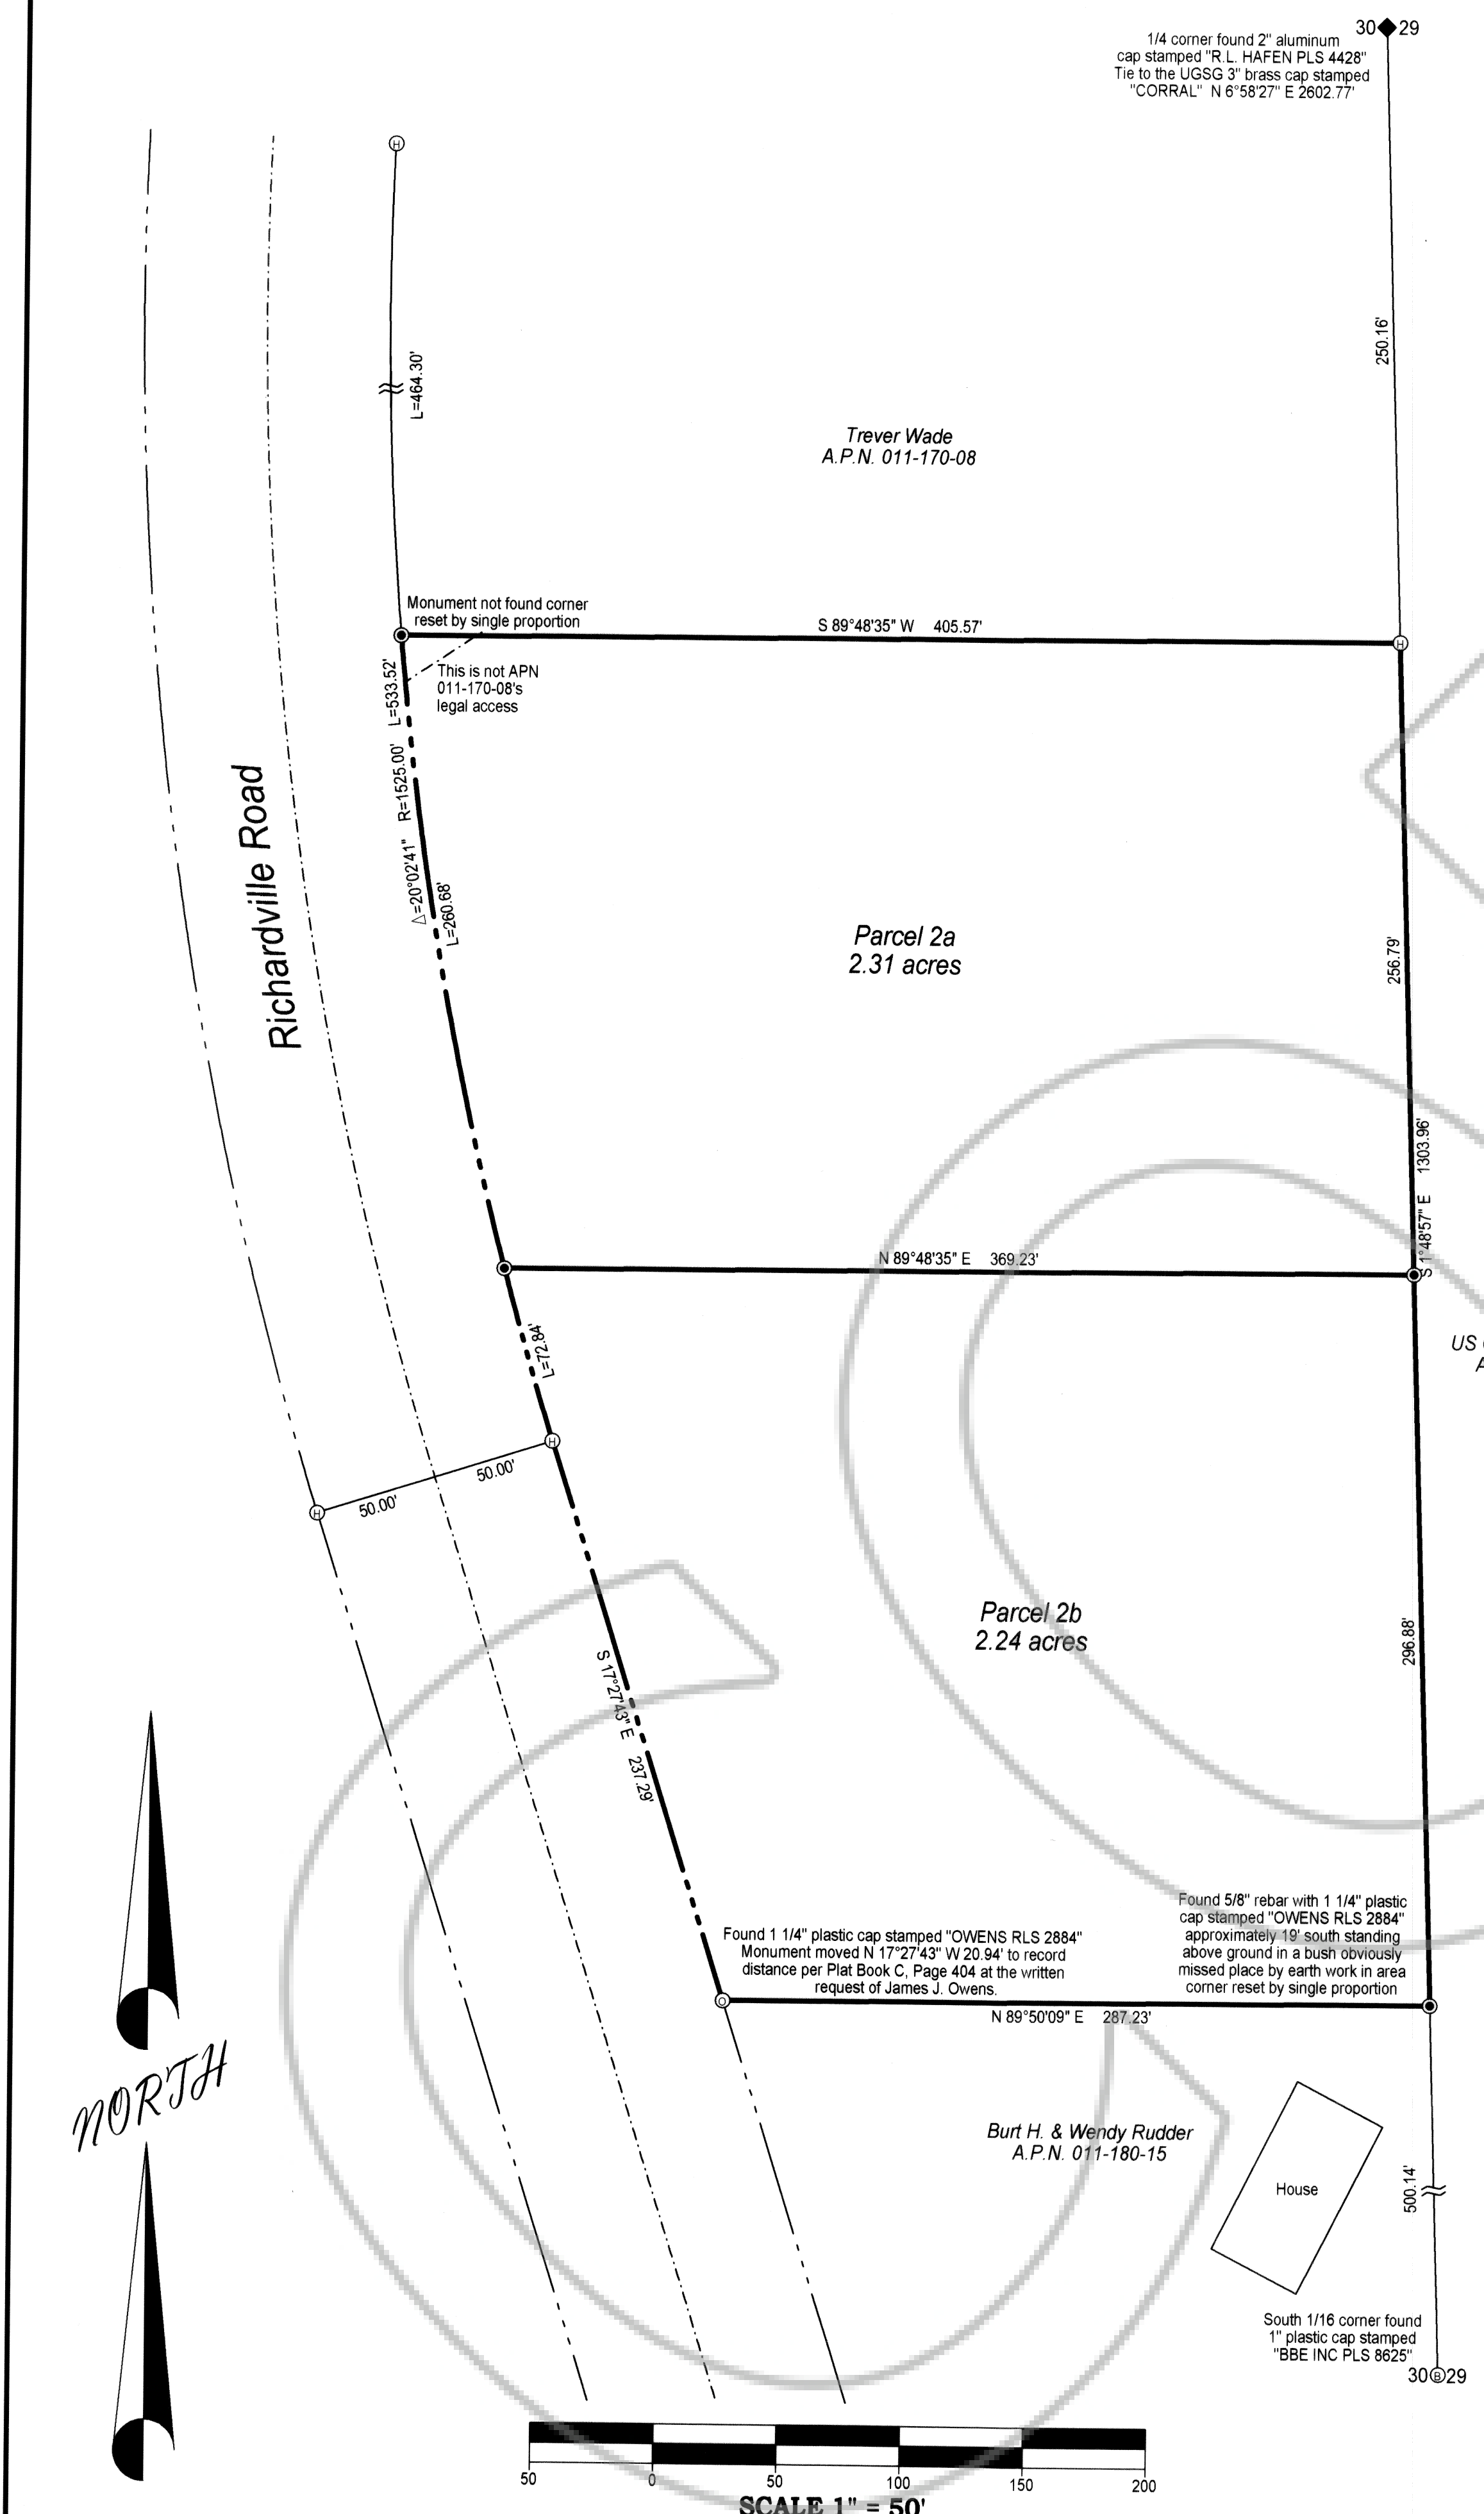 30 29
1/4 corner found 2" aluminum
cap stamped "R.L. HAFEN PLS 4428"
Tie to the UGSG 3" brass cap stamped
"CORRAL" N 6°58'27" E 2602.77'
H
250.16'
L=464.30'
Trever Wade
A.P.N. 011-170-08
Monument not found corner
reset by single proportion
S 89°48'35" W 405.57'
H
This is not APN
011-170-08's
legal access
△=20°02'41" R=1525.00' L=533.52'
L=260.68'
Richardville Road
Parcel 2a
2.31 acres
256.79'
S 1°48'57" E 1303.96'
N 89°48'35" E 369.23'
US
L=72.84'
H
50.00'
50.00'
H
Parcel 2b
2.24 acres
296.88'
S 17°27'43" E 237.29'
Found 5/8" rebar with 1 1/4" plastic
cap stamped "OWENS RLS 2884"
approximately 19' south standing
above ground in a bush obviously
missed place by earth work in area
corner reset by single proportion
Found 1 1/4" plastic cap stamped "OWENS RLS 2884"
Monument moved N 17°27'43" W 20.94' to record
distance per Plat Book C, Page 404 at the written
request of James J. Owens.
O
N 89°50'09" E 287.23'
NORTH
Burt H. & Wendy Rudder
A.P.N. 011-180-15
House
500.14'
South 1/16 corner found
1" plastic cap stamped
"BBE INC PLS 8625"
30 B 29
50 0 50 100 150 200
SCALE 1" = 50'